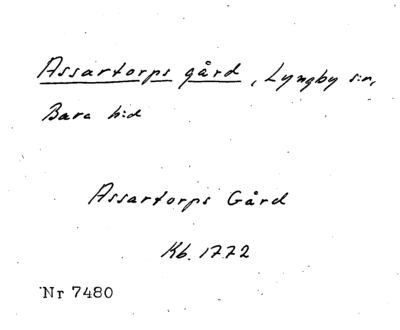 Assartorps gård, Lyngby s:n,
Bara h:d
Assartorps Gård
Kb. 1772
Nr 7480